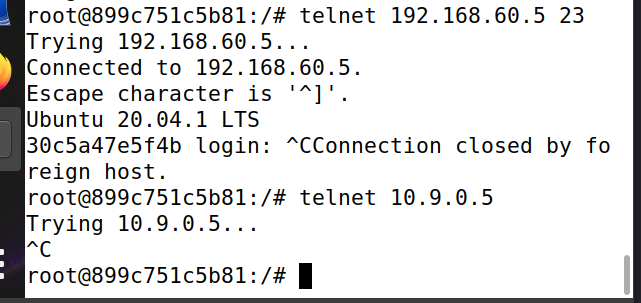 root@899c751c5b81:/# telnet 192.168.60.5 23
Trying 192.168.60.5...
Connected to 192.168.60.5.
Escape character is '^]'.
Ubuntu 20.04.1 LTS
30c5a47e5f4b login: ^CConnection closed by fo
reign host.
root@899c751c5b81:/# telnet 10.9.0.5
Trying 10.9.0.5...
^C
root@899c751c5b81:/#